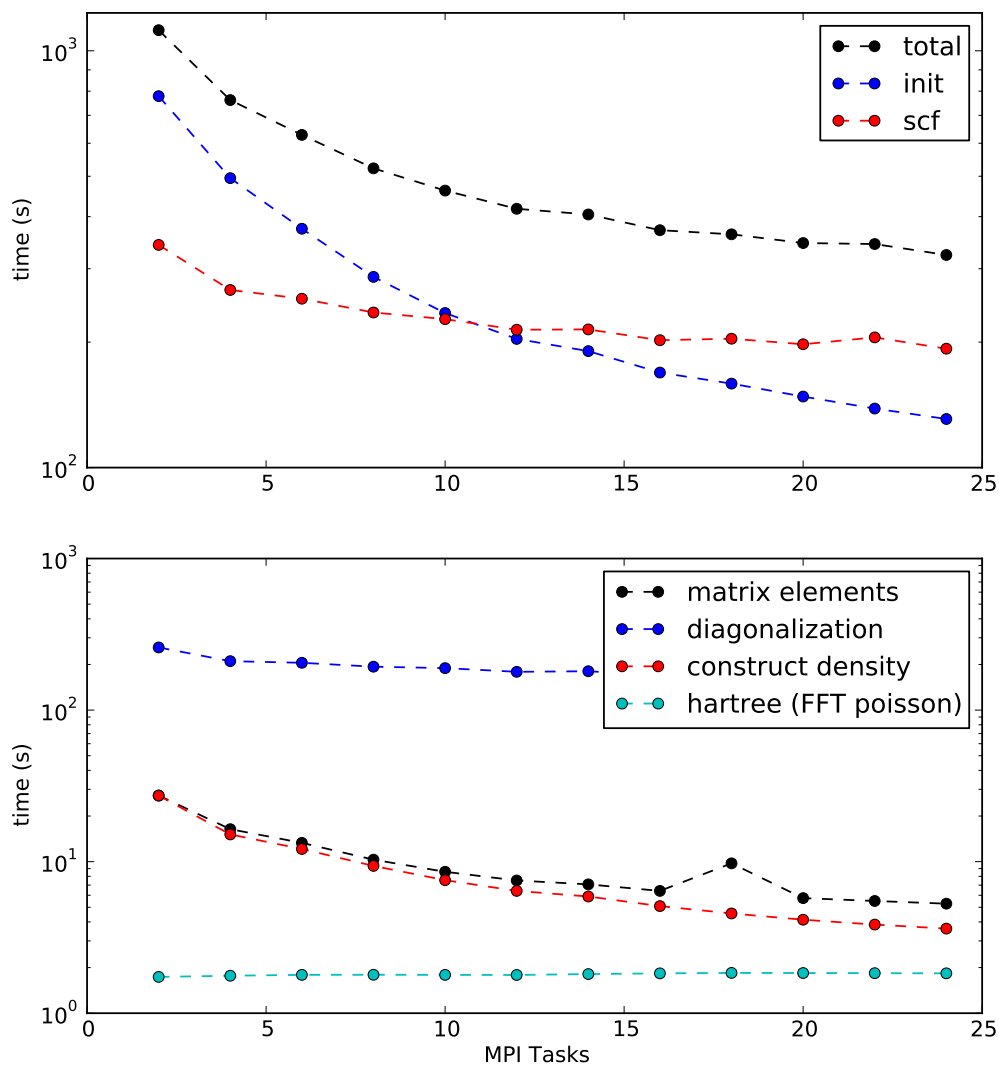 10³
10²
time (s)
total
init
scf
0 5 10 15 20 25
10³
10²
10¹
10⁰
time (s)
matrix elements
diagonalization
construct density
hartree (FFT poisson)
0 5 10 15 20 25
MPI Tasks